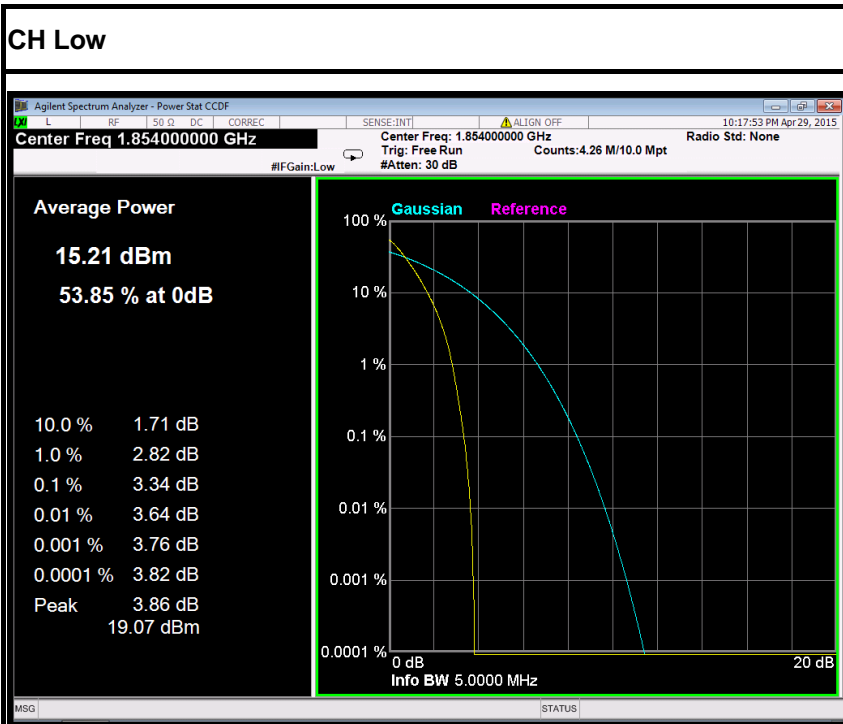 CH Low
Agilent Spectrum Analyzer - Power Stat CCDF
LXI L RF 50 Ω DC CORREC SENSE:INT ALIGN OFF 10:17:53 PM Apr 29, 2015
Center Freq 1.854000000 GHz
Center Freq: 1.854000000 GHz Radio Std: None
Trig: Free Run Counts:4.26 M/10.0 Mpt
#IFGain:Low #Atten: 30 dB
Average Power
15.21 dBm
53.85 % at 0dB
10.0 % 1.71 dB
1.0 % 2.82 dB
0.1 % 3.34 dB
0.01 % 3.64 dB
0.001 % 3.76 dB
0.0001 % 3.82 dB
Peak 3.86 dB
19.07 dBm
Gaussian Reference
100 %
10 %
1 %
0.1 %
0.01 %
0.001 %
0.0001 %
0 dB 20 dB
Info BW 5.0000 MHz
MSG STATUS